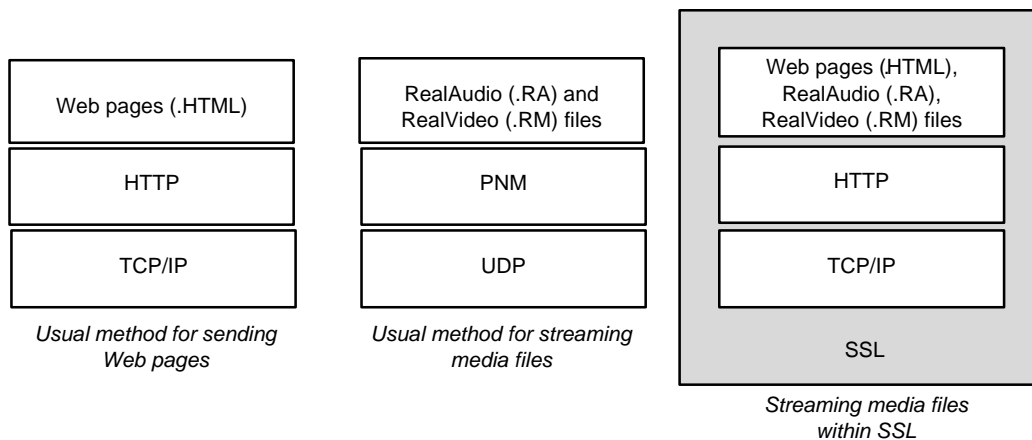 Web pages (.HTML)
HTTP
TCP/IP
Usual method for sending
Web pages
RealAudio (.RA) and
RealVideo (.RM) files
PNM
UDP
Usual method for streaming
media files
Web pages (.HTML),
RealAudio (.RA),
RealVideo (.RM) files
HTTP
TCP/IP
SSL
Streaming media files
within SSL